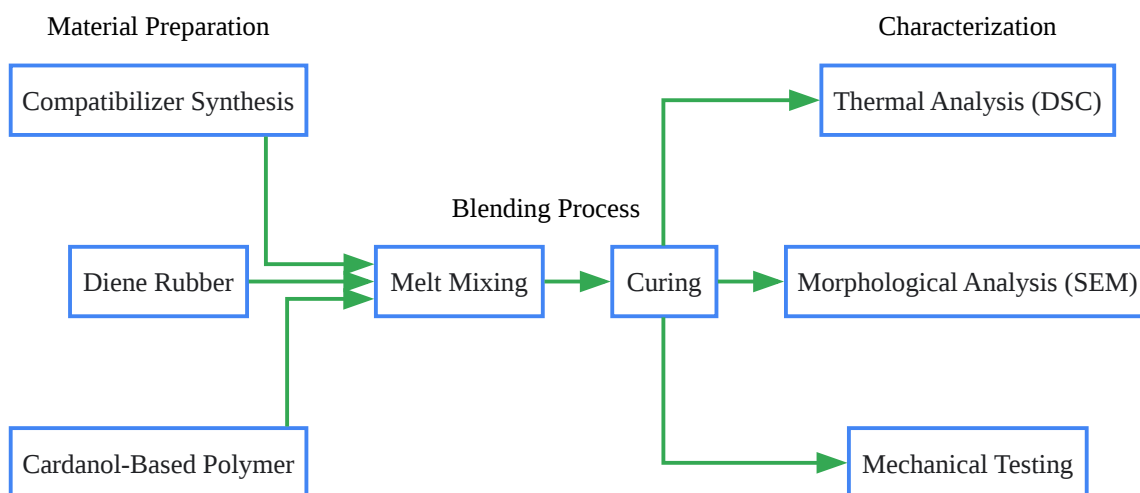 Material Preparation
Characterization
Compatibilizer Synthesis
Thermal Analysis (DSC)
Blending Process
Diene Rubber
Melt Mixing
Curing
Morphological Analysis (SEM)
Cardanol-Based Polymer
Mechanical Testing